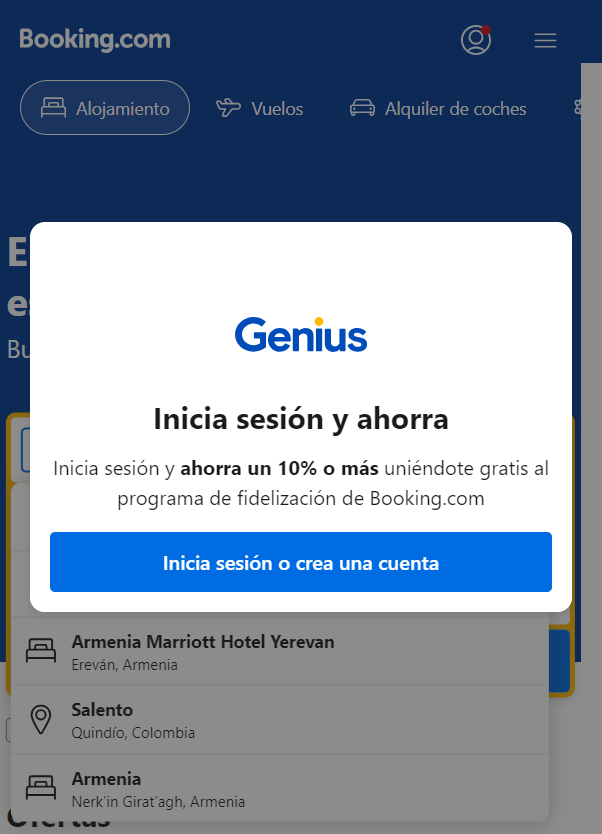 Booking.com
Alojamiento
Vuelos
Alquiler de coches
Genius
Inicia sesión y ahorra
Inicia sesión y ahorra un 10% o más uniéndote gratis al
programa de fidelización de Booking.com
Inicia sesión o crea una cuenta
Armenia Marriott Hotel Yerevan
Ereván, Armenia
Salento
Quindío, Colombia
Armenia
Nerk'in Girat'agh, Armenia
Ofertas